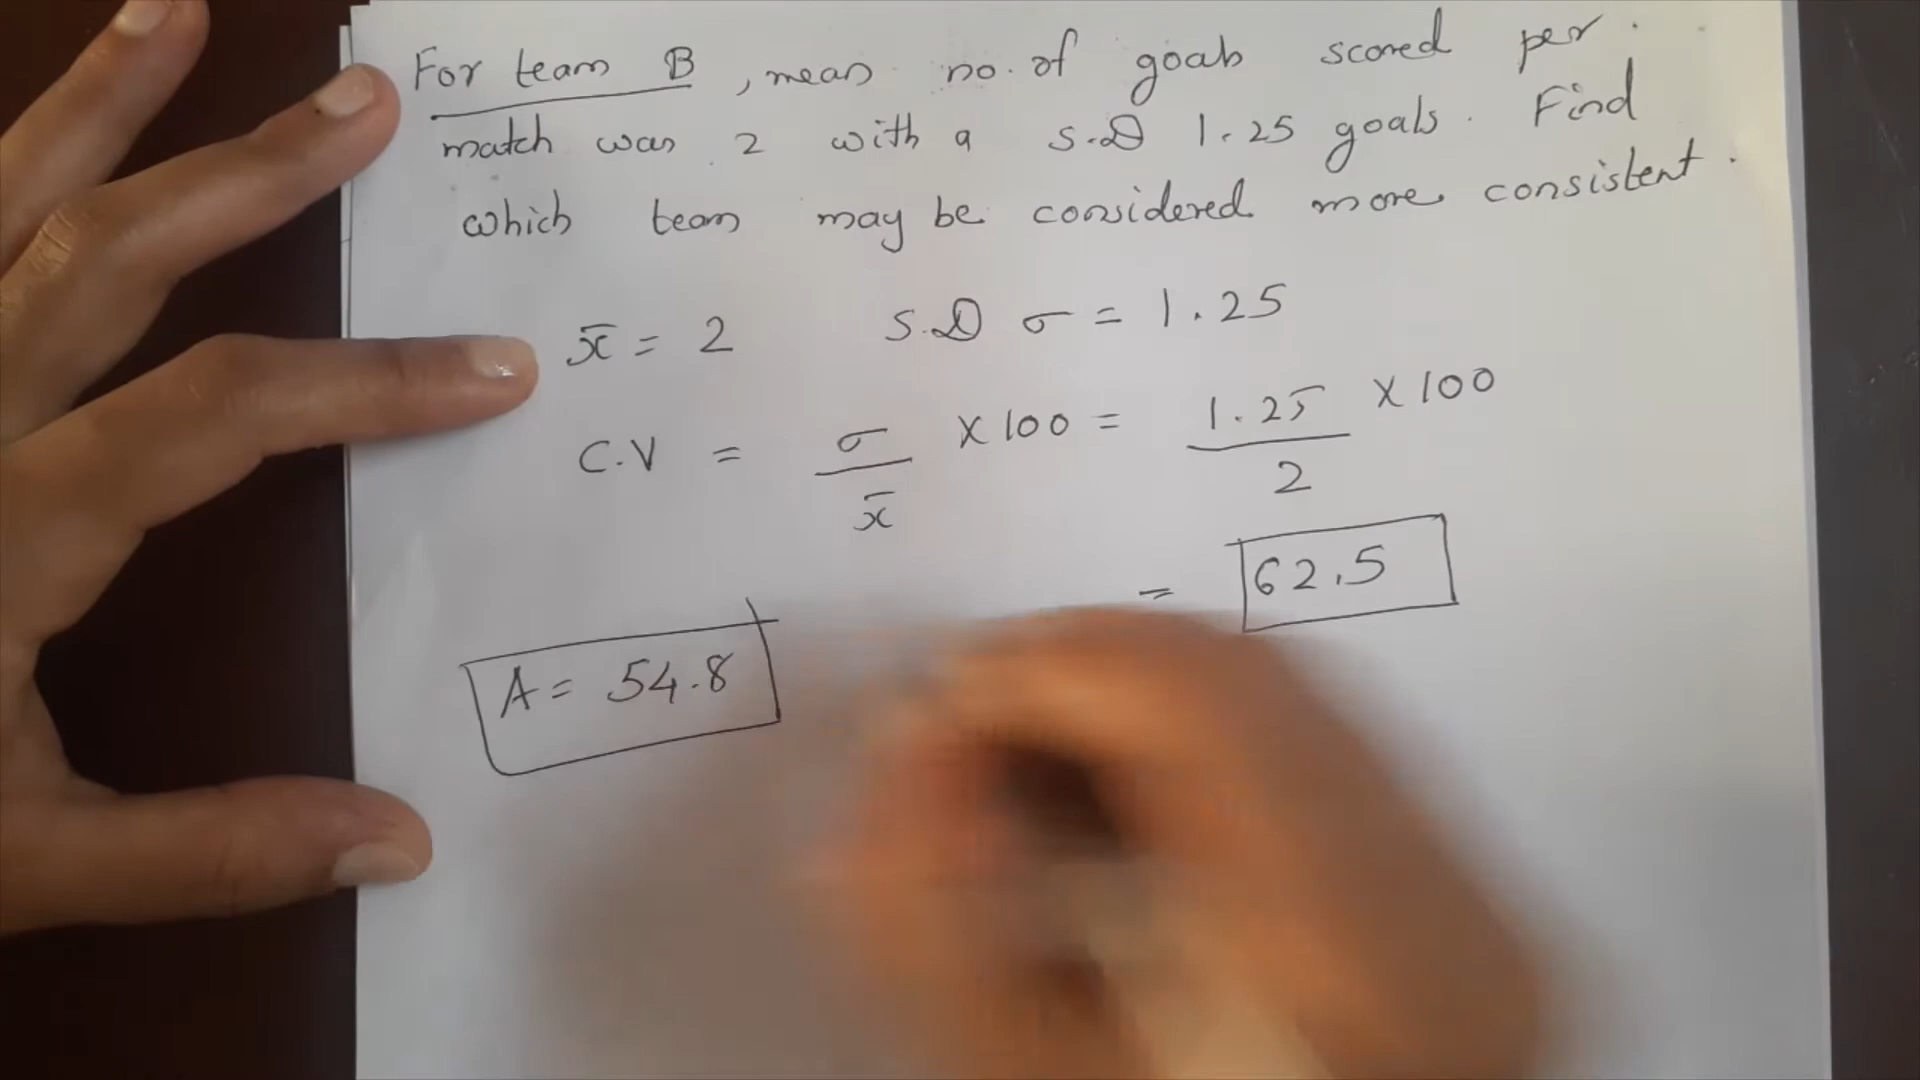 For team B, mean no. of goals scored per
match was 2 with a S.D 1.25 goals. Find
which team may be considered more consistent.
x̄ = 2 S.D σ = 1.25
C.V = σ/x̄ × 100 = 1.25/2 × 100
= 62.5
A = 54.8